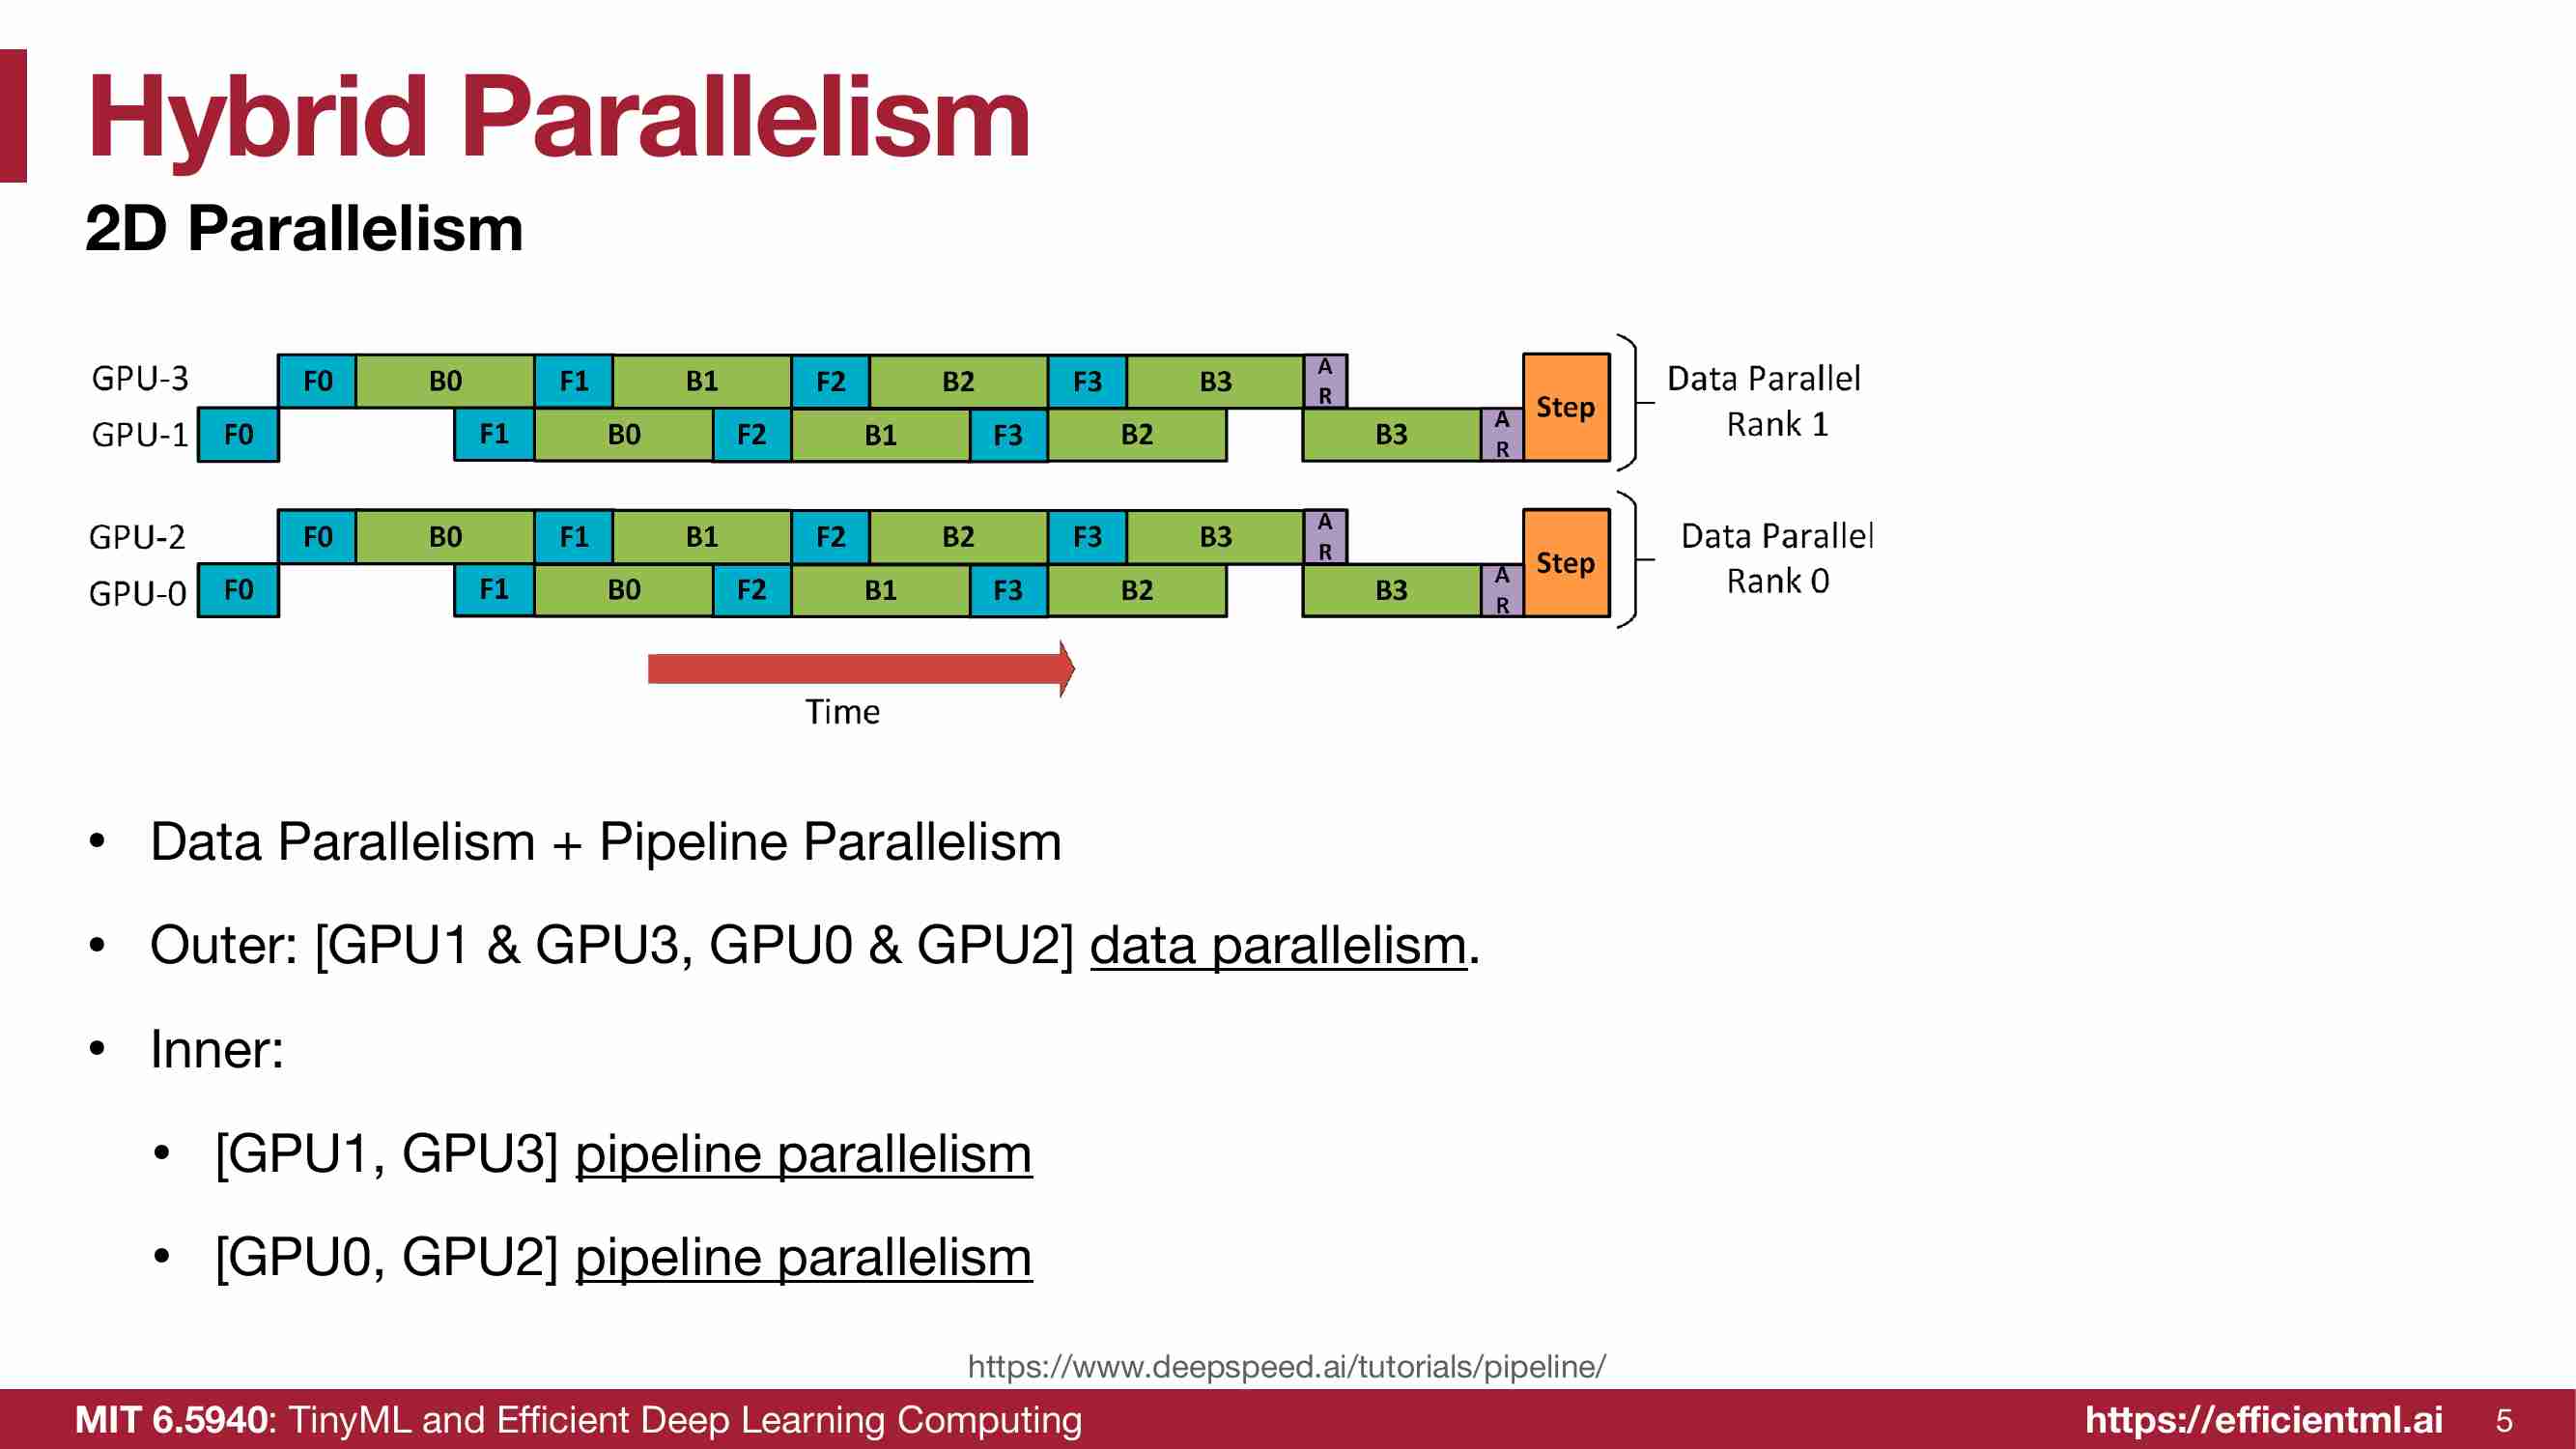 Hybrid Parallelism
2D Parallelism
GPU-3 F0 B0 F1 B1 F2 B2 F3 B3 A R
GPU-1 F0 F1 B0 F2 B1 F3 B2 B3 A R
Step
Data Parallel
Rank 1
GPU-2 F0 B0 F1 B1 F2 B2 F3 B3 A R
GPU-0 F0 F1 B0 F2 B1 F3 B2 B3 A R
Step
Data Parallel
Rank 0
Time
• Data Parallelism + Pipeline Parallelism
• Outer: [GPU1 & GPU3, GPU0 & GPU2] data parallelism.
• Inner:
• [GPU1, GPU3] pipeline parallelism
• [GPU0, GPU2] pipeline parallelism
https://www.deepspeed.ai/tutorials/pipeline/
MIT 6.5940: TinyML and Efficient Deep Learning Computing https://efficientml.ai 5